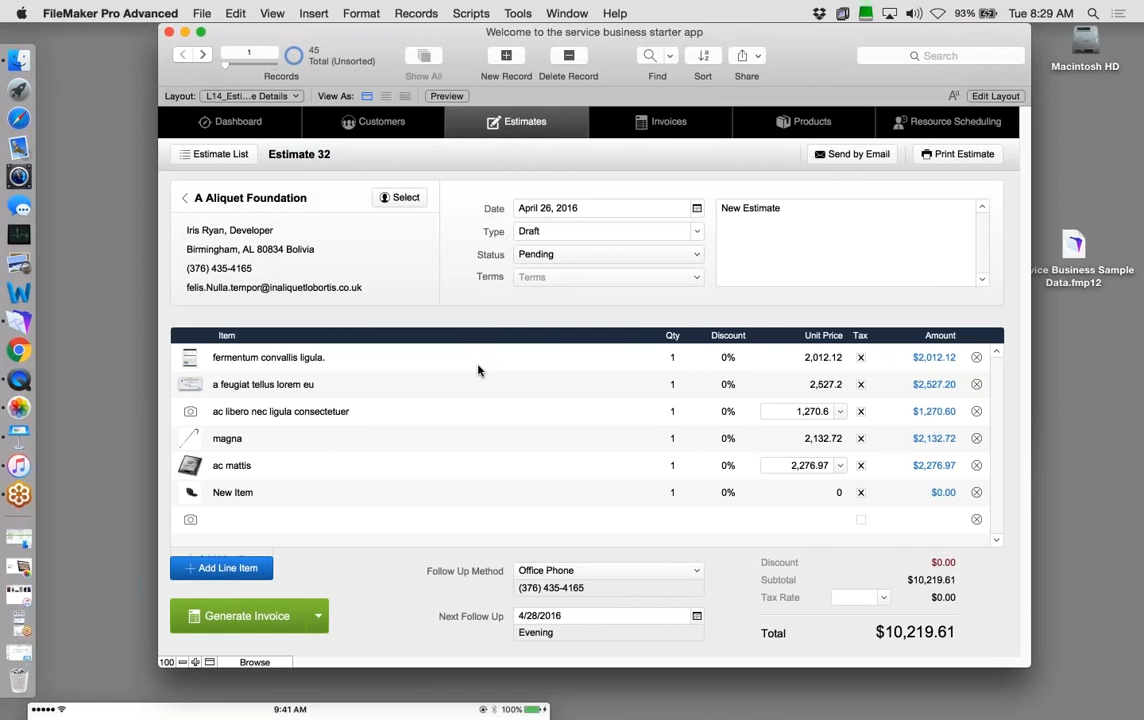 FileMaker Pro Advanced File Edit View Insert Format Records Scripts Tools Window Help 93% Tue 8:29 AM
Welcome to the service business starter app
1 45
Total (Unsorted)
Records Show All New Record Delete Record Find Sort Share Search
Layout: L14_Esti...e Details View As: Preview Edit Layout
Dashboard Customers Estimates Invoices Products Resource Scheduling
Estimate List Estimate 32 Send by Email Print Estimate
A Aliquet Foundation Select
Iris Ryan, Developer
Birmingham, AL 80834 Bolivia
(376) 435-4165
felis.Nulla.tempor@inaliquetlobortis.co.uk
Date April 26, 2016
Type Draft
Status Pending
Terms Terms
New Estimate
Item Qty Discount Unit Price Tax Amount
fermentum convallis ligula. 1 0% 2,012.12 x $2,012.12
a feugiat tellus lorem eu 1 0% 2,527.2 x $2,527.20
ac libero nec ligula consectetuer 1 0% 1,270.6 x $1,270.60
magna 1 0% 2,132.72 x $2,132.72
ac mattis 1 0% 2,276.97 x $2,276.97
New Item 1 0% 0 x $0.00
+ Add Line Item
Generate Invoice
Follow Up Method Office Phone
(376) 435-4165
Next Follow Up 4/28/2016
Evening
Discount $0.00
Subtotal $10,219.61
Tax Rate $0.00
Total $10,219.61
100 Browse
9:41 AM 100%
Macintosh HD
vice Business Sample
Data.fmp12